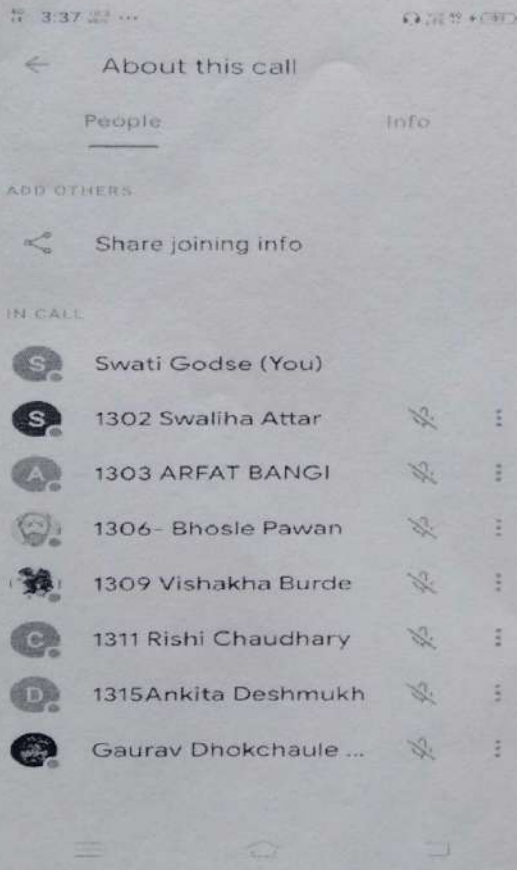 3:37
About this call
People Info
ADD OTHERS
Share joining info
IN CALL
S Swati Godse (You)
S 1302 Swaliha Attar
A 1303 ARFAT BANGI
1306- Bhosle Pawan
1309 Vishakha Burde
C 1311 Rishi Chaudhary
D 1315Ankita Deshmukh
Gaurav Dhokchaule ...